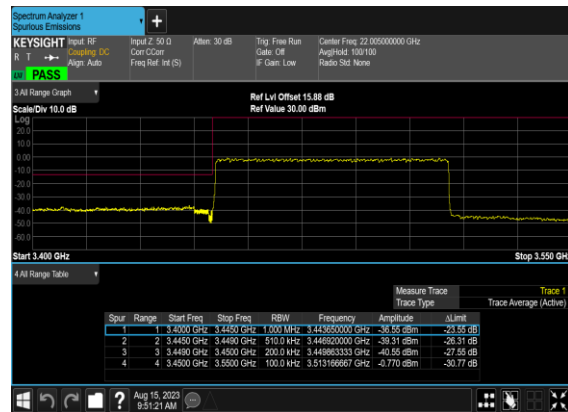 Spectrum Analyzer 1
Spurious Emissions
KEYSIGHT Input: RF Input Z: 50 Ω Atten: 30 dB Trig: Free Run Center Freq: 22.005000000 GHz
R T Coupling: DC Corr CCorr Gate: Off Avg|Hold: 100/100
Align: Auto Freq Ref: Int (S) IF Gain: Low Radio Std: None
PASS
3 All Range Graph
Ref Lvl Offset 15.88 dB
Scale/Div 10.0 dB Ref Value 30.00 dBm
Log
20.0
10.0
0.00
-10.0
-20.0
-30.0
-40.0
-50.0
-60.0
Start 3.400 GHz Stop 3.550 GHz
4 All Range Table
Measure Trace Trace 1
Trace Type Trace Average (Active)
Spur Range Start Freq Stop Freq RBW Frequency Amplitude ΔLimit
1 1 3.4000 GHz 3.4450 GHz 1.000 MHz 3.443650000 GHz -36.55 dBm -23.55 dB
2 2 3.4450 GHz 3.4490 GHz 510.0 kHz 3.446920000 GHz -39.31 dBm -26.31 dB
3 3 3.4490 GHz 3.4500 GHz 200.0 kHz 3.449863333 GHz -40.55 dBm -27.55 dB
4 4 3.4500 GHz 3.5500 GHz 100.0 kHz 3.513166667 GHz -0.770 dBm -30.77 dB
Aug 15, 2023
9:51:21 AM